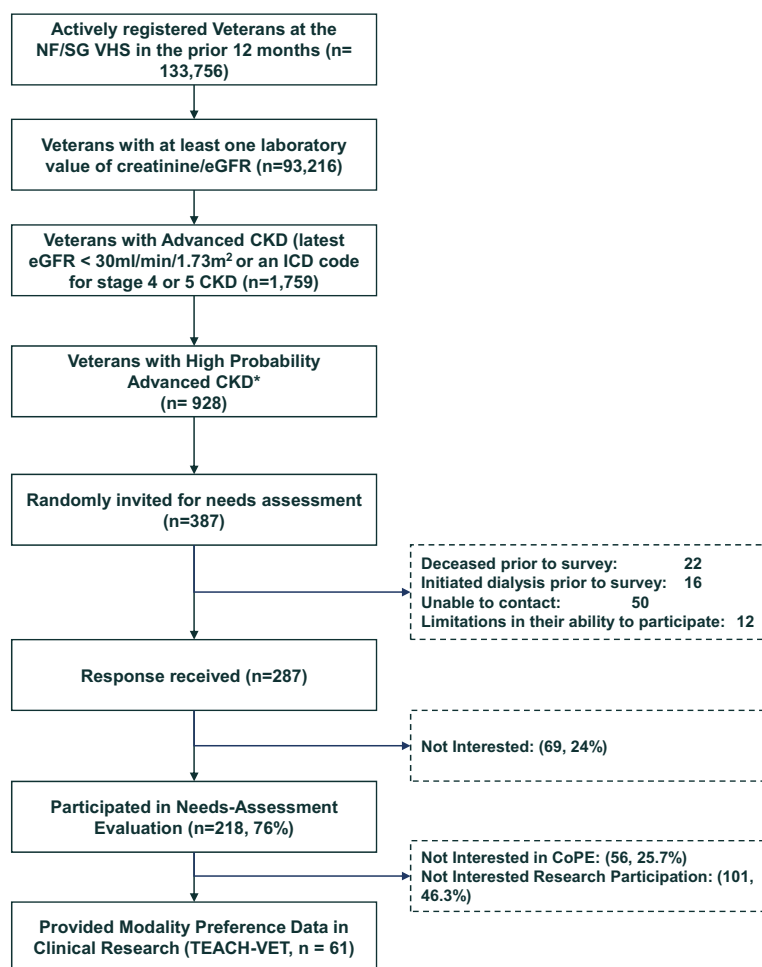 Actively registered Veterans at the
NF/SG VHS in the prior 12 months (n=
133,756)
Veterans with at least one laboratory
value of creatinine/eGFR (n=93,216)
Veterans with Advanced CKD (latest
eGFR < 30ml/min/1.73m² or an ICD code
for stage 4 or 5 CKD (n=1,759)
Veterans with High Probability
Advanced CKD*
(n= 928)
Randomly invited for needs assessment
(n=387)
Deceased prior to survey: 22
Initiated dialysis prior to survey: 16
Unable to contact: 50
Limitations in their ability to participate: 12
Response received (n=287)
Not Interested: (69, 24%)
Participated in Needs-Assessment
Evaluation (n=218, 76%)
Not Interested in CoPE: (56, 25.7%)
Not Interested Research Participation: (101,
46.3%)
Provided Modality Preference Data in
Clinical Research (TEACH-VET, n = 61)